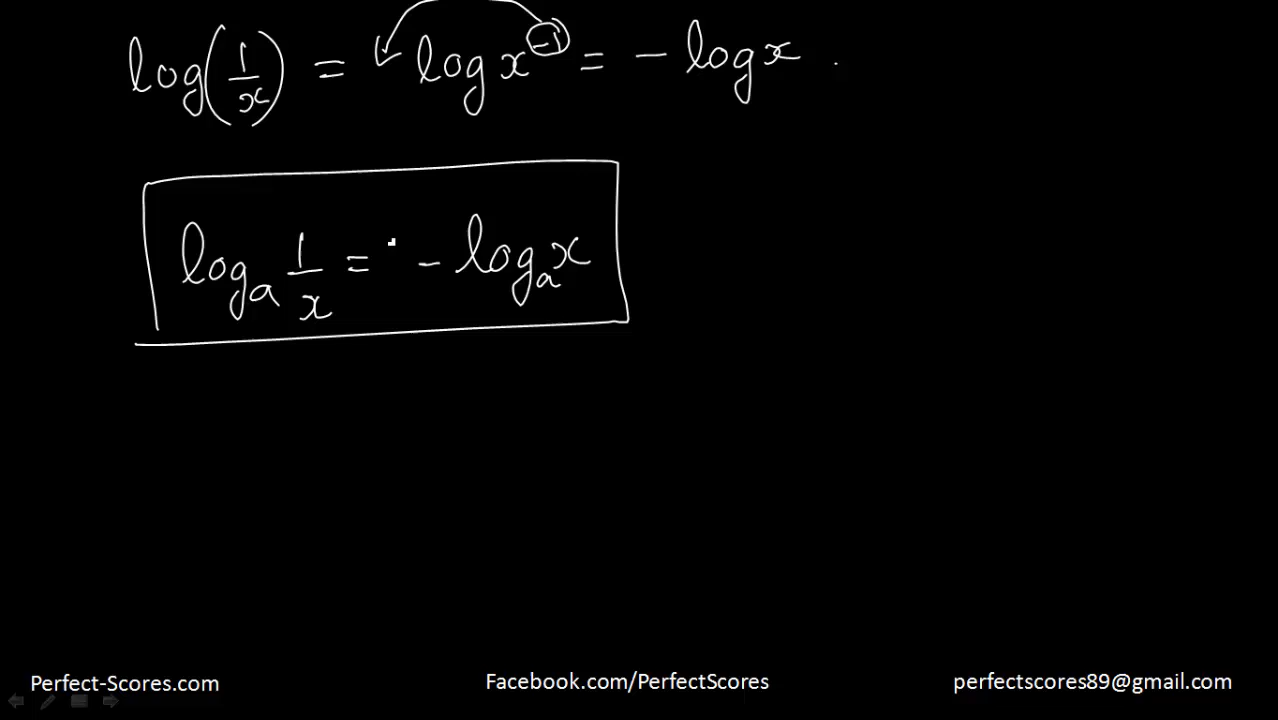 log(1/x) = log x⁻¹ = - log x
logₐ 1/x = - logₐ x
Perfect-Scores.com
Facebook.com/PerfectScores
perfectscores89@gmail.com